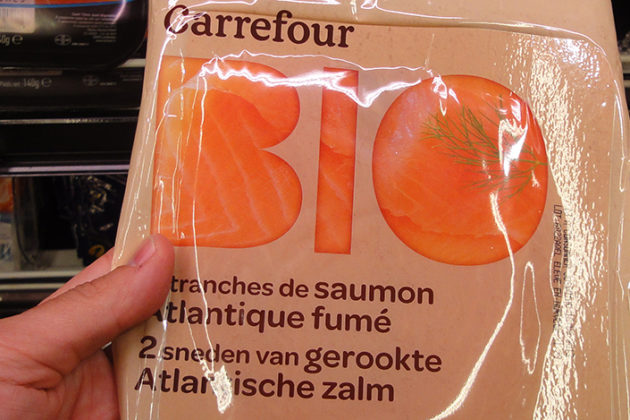 Carrefour
BIO
tranches de saumon
Atlantique fumé
2 sneden van gerookte
Atlantische zalm